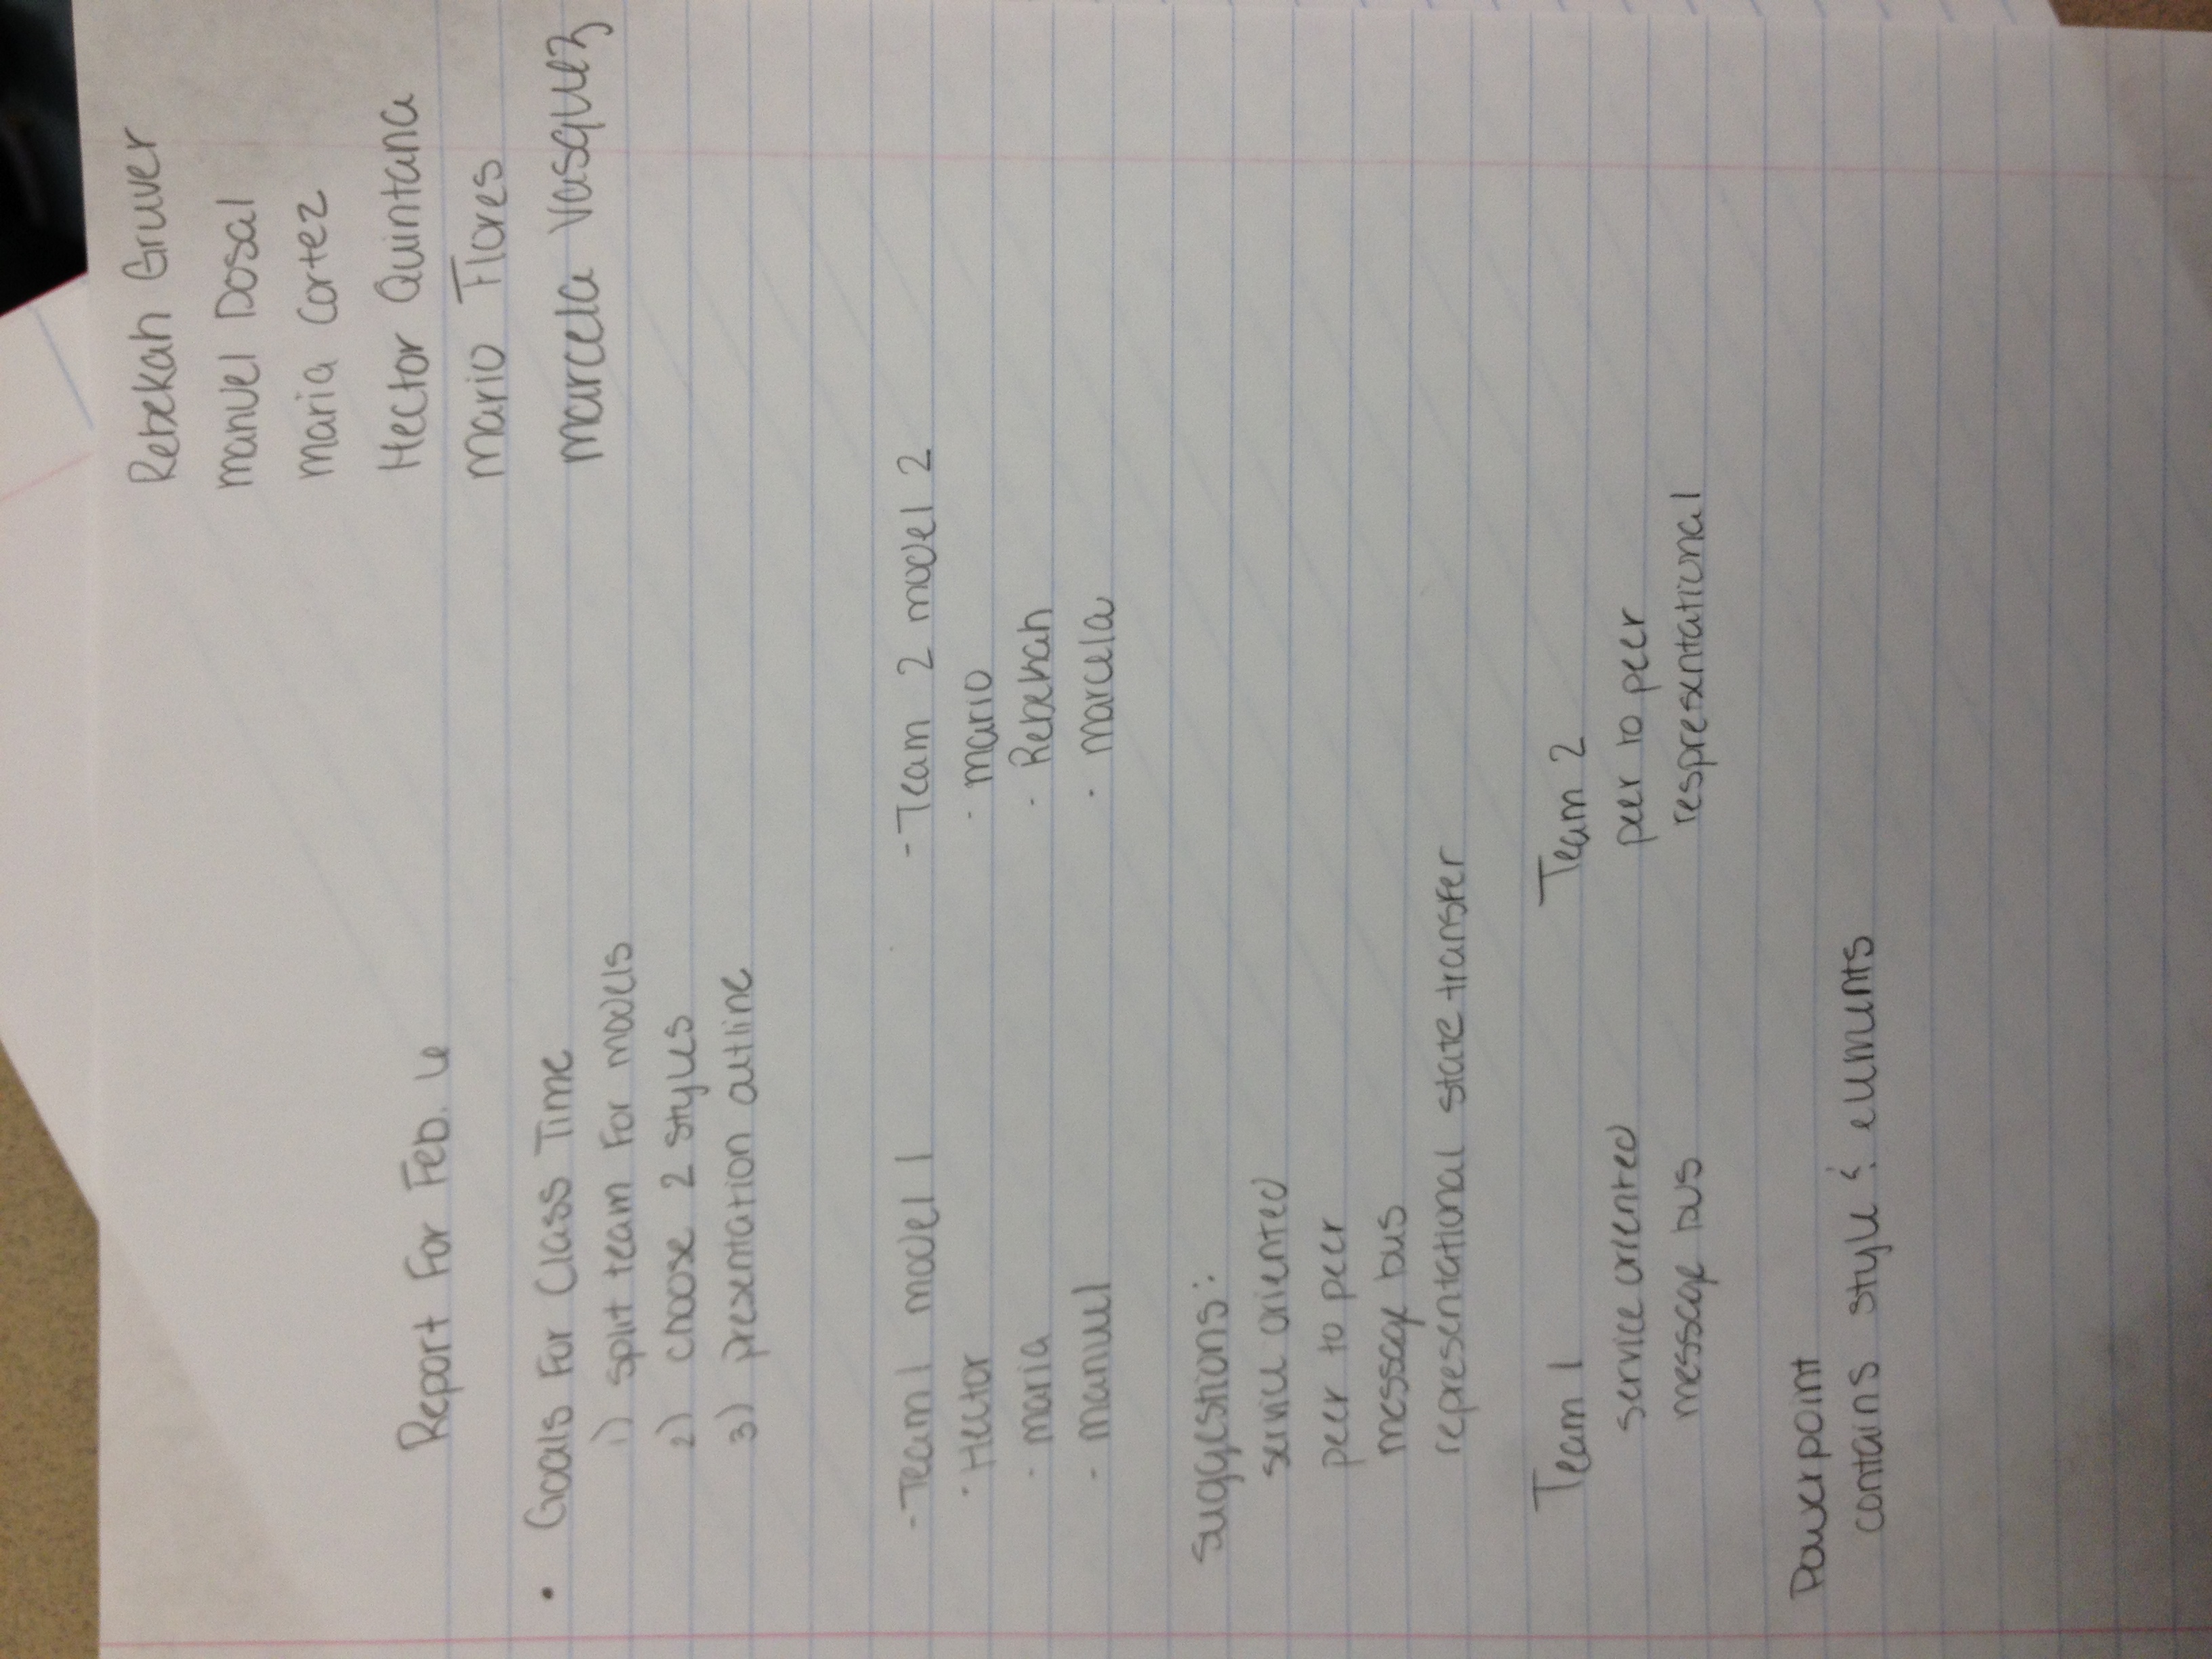 Rebekah Gruver
Manuel Dosal
Maria Cortez
Hector Quintana
Mario Flores
Marcela Vasquez
Report For Feb. 6
• Goals For Class Time
1) split team For models
2) choose 2 styles
3) presentation outline
- Team 1 model 1
- Hector
- maria
- manuel
- Team 2 model 2
- mario
- Rebekah
- marcela
suggestions:
service oriented
peer to peer
message bus
representational state transfer
Team 1
service oriented
message bus
Team 2
peer to peer
respresentational
Powerpoint
contains style & elements